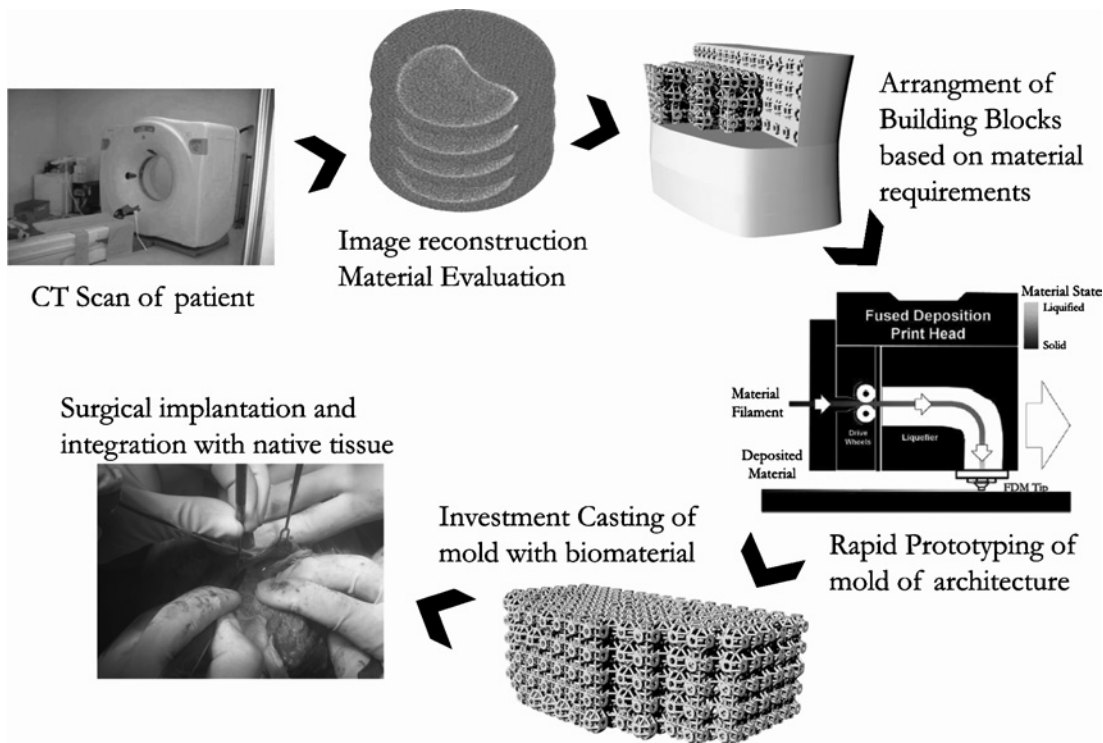 CT Scan of patient
Image reconstruction
Material Evaluation
Arrangment of
Building Blocks
based on material
requirements
Fused Deposition
Print Head
Material State
Liquified
Solid
Material
Filament
Drive
Wheels
Liquefier
Deposited
Material
FDM Tip
Rapid Prototyping of
mold of architecture
Investment Casting of
mold with biomaterial
Surgical implantation and
integration with native tissue